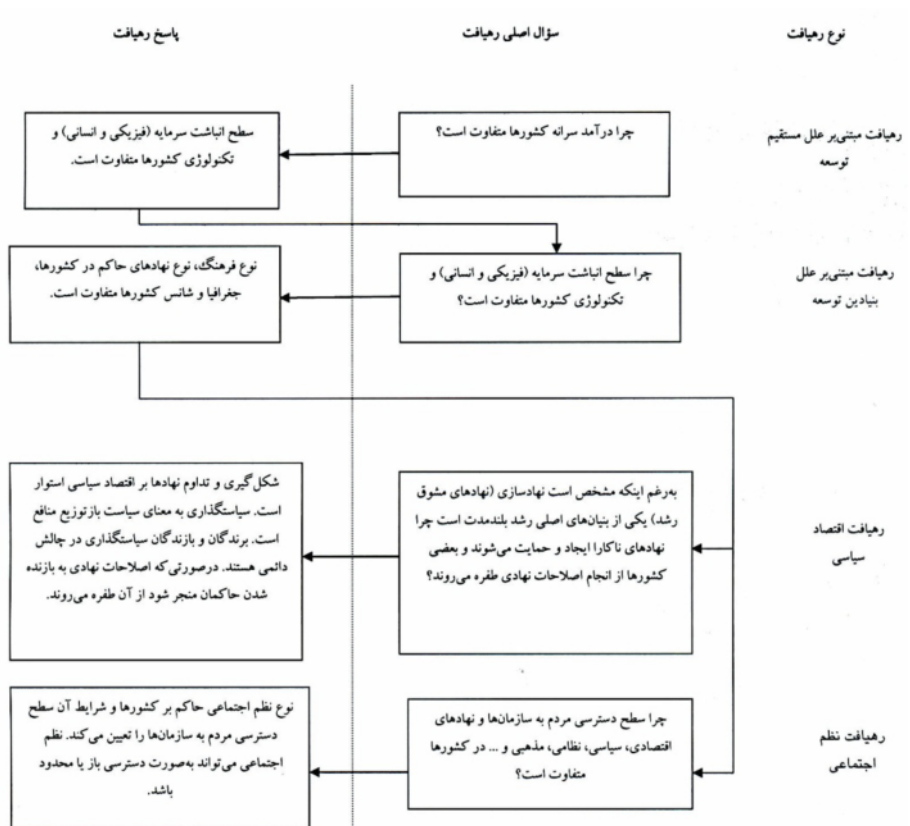 نوع رهیافت
سؤال اصلی رهیافت
پاسخ رهیافت
رهیافت مبتنی‌بر علل مستقیم
توسعه
چرا درآمد سرانه کشورها متفاوت است؟
سطح انباشت سرمایه (فیزیکی و انسانی) و
تکنولوژی کشورها متفاوت است.
رهیافت مبتنی‌بر علل
بنیادین توسعه
چرا سطح انباشت سرمایه (فیزیکی و انسانی) و
تکنولوژی کشورها متفاوت است؟
نوع فرهنگ، نوع نهادهای حاکم در کشورها،
جغرافیا و شانس کشورها متفاوت است.
رهیافت اقتصاد
سیاسی
به‌رغم اینکه مشخص است نهادسازی (نهادهای مشوق
رشد) یکی از بنیان‌های اصلی رشد بلندمدت است چرا
نهادهای ناکارا ایجاد و حمایت می‌شوند و بعضی
کشورها از انجام اصلاحات نهادی طفره می‌روند؟
شکل‌گیری و تداوم نهادها بر اقتصاد سیاسی استوار
است. سیاستگذاری به معنای سیاست بازتوزیع منافع
است. برندگان و بازندگان سیاستگذاری در چالش
دائمی هستند. درصورتی‌که اصلاحات نهادی به بازنده
شدن حاکمان منجر شود از آن طفره می‌روند.
رهیافت نظم
اجتماعی
چرا سطح دسترسی مردم به سازمان‌ها و نهادهای
اقتصادی، سیاسی، نظامی، مذهبی و ... در کشورها
متفاوت است؟
نوع نظم اجتماعی حاکم بر کشورها و شرایط آن سطح
دسترسی مردم به سازمان‌ها را تعیین می‌کند. نظم
اجتماعی می‌تواند به‌صورت دسترسی باز یا محدود
باشد.